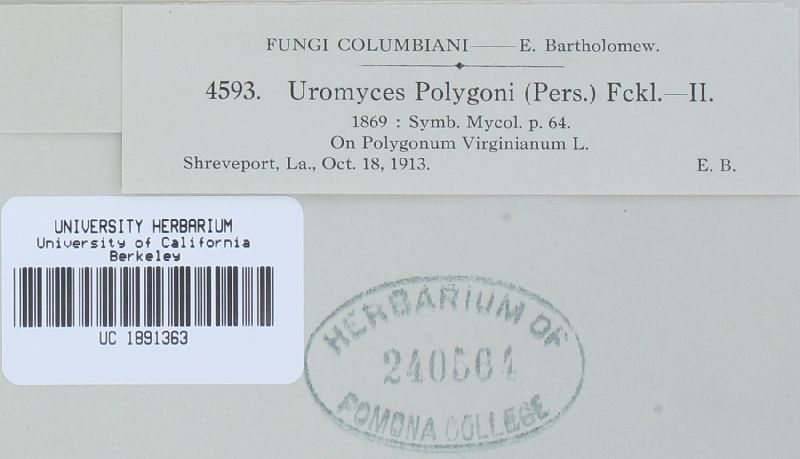 FUNGI COLUMBIANI—E. Bartholomew.
4593. Uromyces Polygoni (Pers.) Fckl.—II.
1869 : Symb. Mycol. p. 64.
On Polygonum Virginianum L.
Shreveport, La., Oct. 18, 1913. E. B.
UNIVERSITY HERBARIUM
University of California
Berkeley
UC 1891363
HERBARIUM OF
240564
POMONA COLLEGE